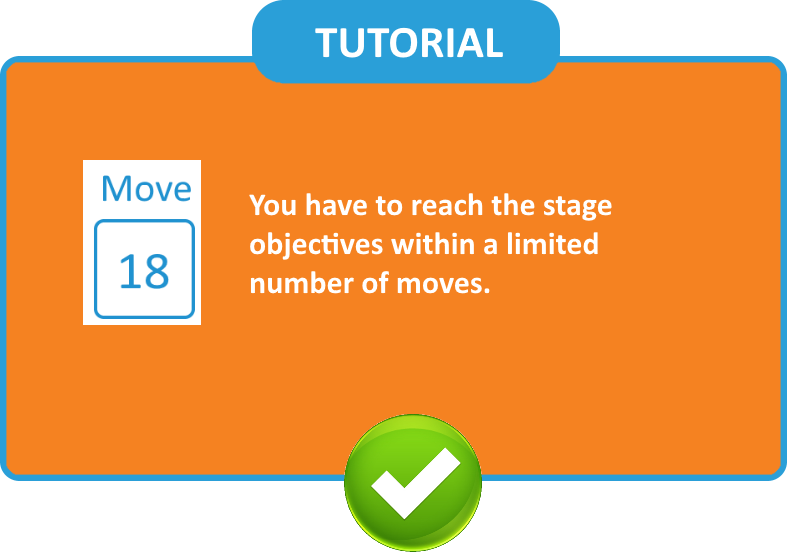 TUTORIAL
Move
18
You have to reach the stage
objectives within a limited
number of moves.